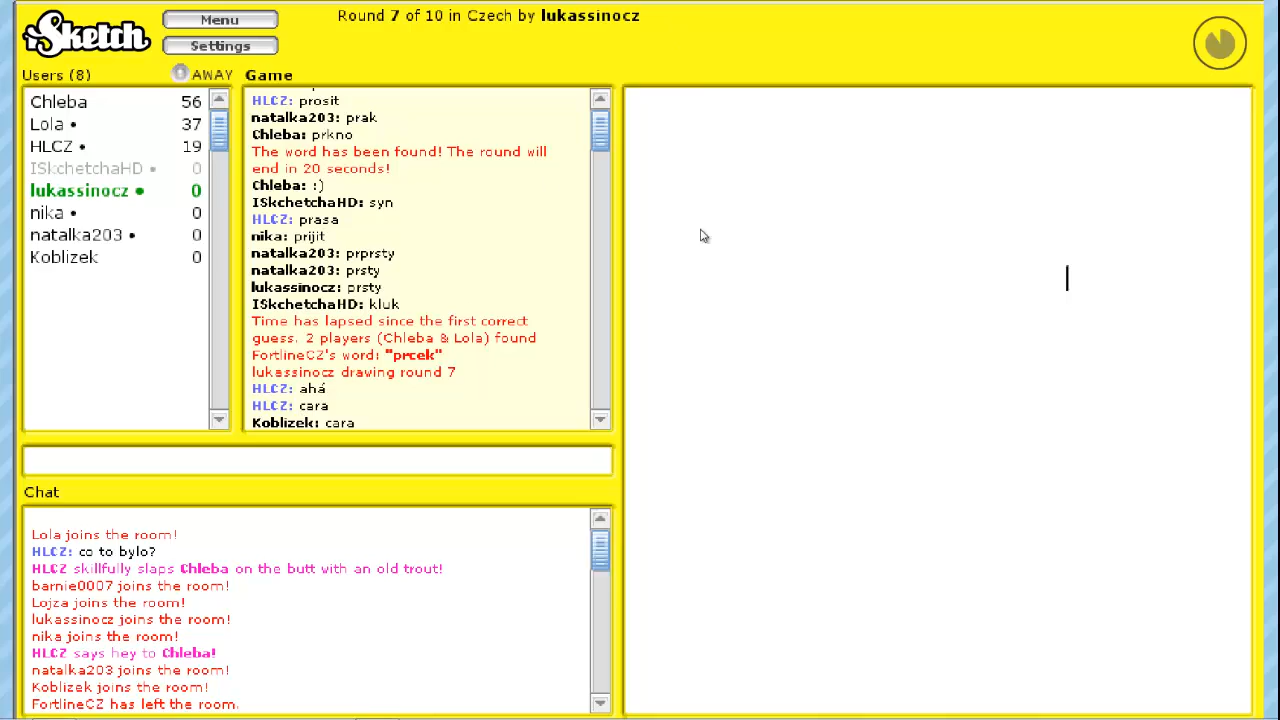 iSketch
Menu
Settings
Round 7 of 10 in Czech by lukassinocz
Users (8)
AWAY
Chleba 56
Lola • 37
HLCZ • 19
ISkchetchaHD • 0
lukassinocz • 0
nika • 0
natalka203 • 0
Koblizek 0
Game
HLCZ: prosit
natalka203: prak
Chleba: prkno
The word has been found! The round will
end in 20 seconds!
Chleba: :)
ISkchetchaHD: syn
HLCZ: prasa
nika: prijit
natalka203: prprsty
natalka203: prsty
lukassinocz: prsty
ISkchetchaHD: kluk
Time has lapsed since the first correct
guess. 2 players (Chleba & Lola) found
FortlineCZ's word: "prcek"
lukassinocz drawing round 7
HLCZ: ahá
HLCZ: cara
Koblizek: cara
Chat
Lola joins the room!
HLCZ: co to bylo?
HLCZ skillfully slaps Chleba on the butt with an old trout!
barnie0007 joins the room!
Lojza joins the room!
lukassinocz joins the room!
nika joins the room!
HLCZ says hey to Chleba!
natalka203 joins the room!
Koblizek joins the room!
FortlineCZ has left the room.